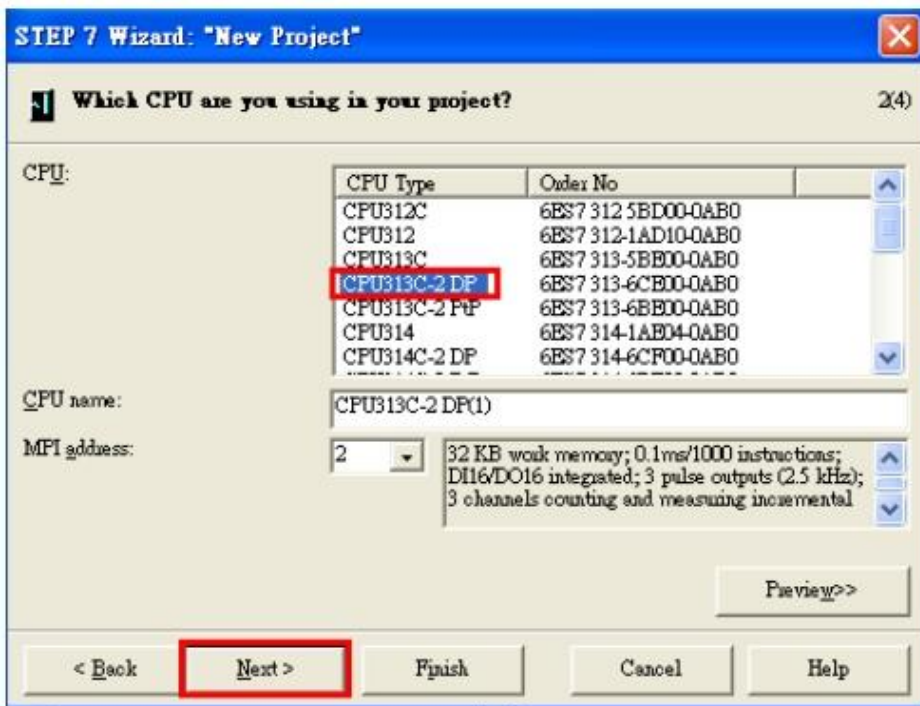 STEP 7 Wizard: "New Project"
Which CPU are you using in your project? 2(4)
CPU:
CPU Type Order No
CPU312C 6ES7 312 5BD00-0AB0
CPU312 6ES7 312-1AD10-0AB0
CPU313C 6ES7 313-5BE00-0AB0
CPU313C-2 DP 6ES7 313-6CE00-0AB0
CPU313C-2 PtP 6ES7 313-6BE00-0AB0
CPU314 6ES7 314-1AE04-0AB0
CPU314C-2 DP 6ES7 314-6CF00-0AB0
CPU name: CPU313C-2 DP(1)
MPI address: 2
32 KB work memory; 0.1ms/1000 instructions;
DI16/DO16 integrated; 3 pulse outputs (2.5 kHz);
3 channels counting and measuring incremental
Preview>>
< Back Next > Finish Cancel Help